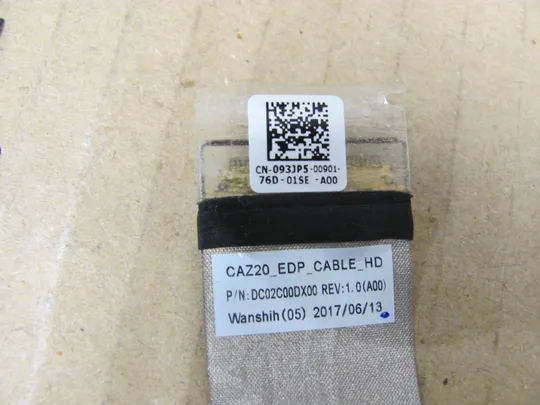 CN-093JP5-00901-
76D-01SE -A00
CAZ20_EDP_CABLE_HD
P/N:DC02C00DX00 REV:1.0(A00)
Wanshih(05) 2017/06/13